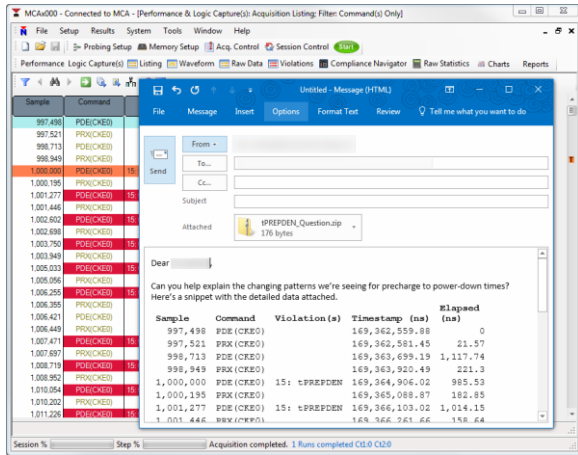 MCAx000 - Connected to MCA - [Performance & Logic Capture(s): Acquisition Listing: Filter: Command(s) Only]
File Setup Results System Tools Window Help
Probing Setup Memory Setup Acq. Control Session Control Start
Performance Logic Capture(s) Listing Waveform Raw Data Violations Compliance Navigator Raw Statistics Charts Reports
Sample Command
997,498 PDE(CKE0)
997,521 PRX(CKE0)
998,713 PDE(CKE0)
998,949 PRX(CKE0)
1,000,000 PDE(CKE0) 15:
1,000,195 PRX(CKE0)
1,001,277 PDE(CKE0) 15:
1,001,446 PRX(CKE0)
1,002,602 PDE(CKE0) 15:
1,002,698 PRX(CKE0)
1,003,750 PDE(CKE0) 15:
1,003,949 PRX(CKE0)
1,005,033 PDE(CKE0) 15:
1,005,056 PRX(CKE0)
1,006,255 PDE(CKE0) 15:
1,006,355 PRX(CKE0)
1,006,421 PDE(CKE0)
1,006,449 PRX(CKE0)
1,007,471 PDE(CKE0) 15:
1,007,697 PRX(CKE0)
1,008,719 PDE(CKE0) 15:
1,008,952 PRX(CKE0)
1,010,054 PDE(CKE0) 15:
1,010,202 PRX(CKE0)
1,011,226 PDE(CKE0) 15:
Untitled - Message (HTML)
File Message Insert Options Format Text Review Tell me what you want to do
Send
From
To...
Cc...
Subject
Attached tPREPDEN_Question.zip
176 bytes
Dear ,
Can you help explain the changing patterns we're seeing for precharge to power-down times?
Here's a snippet with the detailed data attached.
Elapsed
Sample Command Violation(s) Timestamp (ns) (ns)
997,498 PDE(CKE0) 169,362,559.88 0
997,521 PRX(CKE0) 169,362,581.45 21.57
998,713 PDE(CKE0) 169,363,699.19 1,117.74
998,949 PRX(CKE0) 169,363,920.49 221.3
1,000,000 PDE(CKE0) 15: tPREPDEN 169,364,906.02 985.53
1,000,195 PRX(CKE0) 169,365,088.87 182.85
1,001,277 PDE(CKE0) 15: tPREPDEN 169,366,103.02 1,014.15
1,001,446 PRX(CKE0) 169,366,261.66 158.64
Session % Step % Acquisition completed. 1 Runs completed Ctl:0 Ct2:0